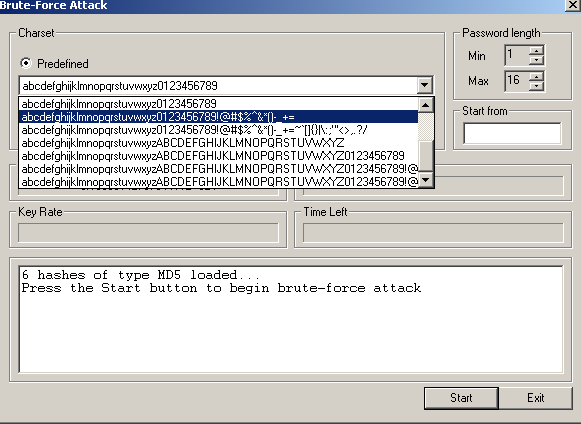 Brute-Force Attack
Charset
Predefined
abcdefghijklmnopqrstuvwxyz0123456789
abcdefghijklmnopqrstuvwxyz0123456789
abcdefghijklmnopqrstuvwxyz0123456789!@#$%^&*()-_+=
abcdefghijklmnopqrstuvwxyz0123456789!@#$%^&*()-_+=~`[]{}|\:;"'<>,.?/
abcdefghijklmnopqrstuvwxyzABCDEFGHIJKLMNOPQRSTUVWXYZ
abcdefghijklmnopqrstuvwxyzABCDEFGHIJKLMNOPQRSTUVWXYZ0123456789
abcdefghijklmnopqrstuvwxyzABCDEFGHIJKLMNOPQRSTUVWXYZ0123456789!@
abcdefghijklmnopqrstuvwxyzABCDEFGHIJKLMNOPQRSTUVWXYZ0123456789!@
Password length
Min 1
Max 16
Start from
Key Rate
Time Left
6 hashes of type MD5 loaded...
Press the Start button to begin brute-force attack
Start
Exit